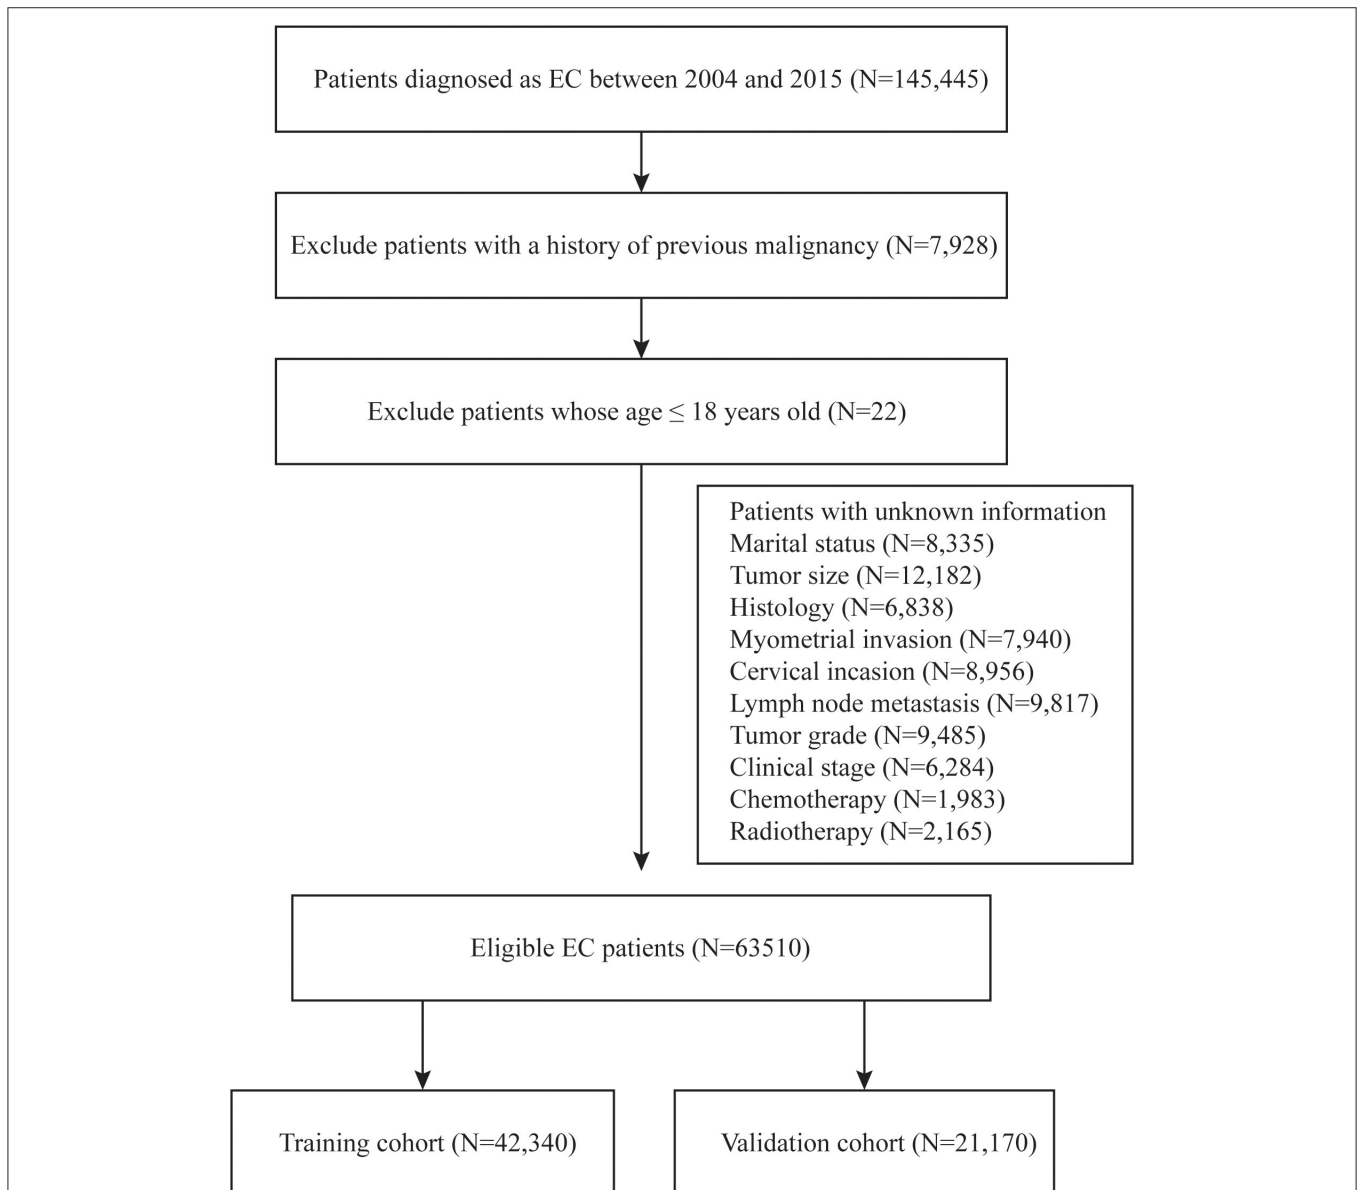 Patients diagnosed as EC between 2004 and 2015 (N=145,445)
Exclude patients with a history of previous malignancy (N=7,928)
Exclude patients whose age ≤ 18 years old (N=22)
Patients with unknown information
Marital status (N=8,335)
Tumor size (N=12,182)
Histology (N=6,838)
Myometrial invasion (N=7,940)
Cervical incasion (N=8,956)
Lymph node metastasis (N=9,817)
Tumor grade (N=9,485)
Clinical stage (N=6,284)
Chemotherapy (N=1,983)
Radiotherapy (N=2,165)
Eligible EC patients (N=63510)
Training cohort (N=42,340)
Validation cohort (N=21,170)